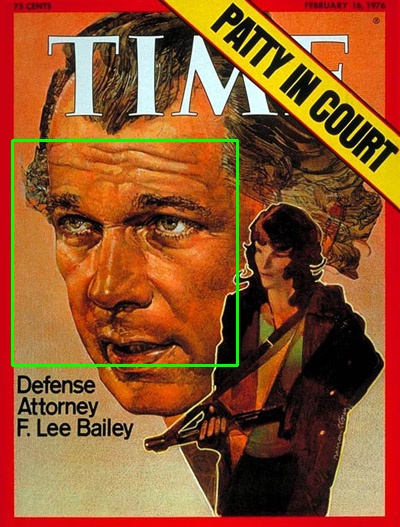 75 CENTS
FEBRUARY 16, 1976
TIME
PATTY IN COURT
Defense
Attorney
F. Lee Bailey